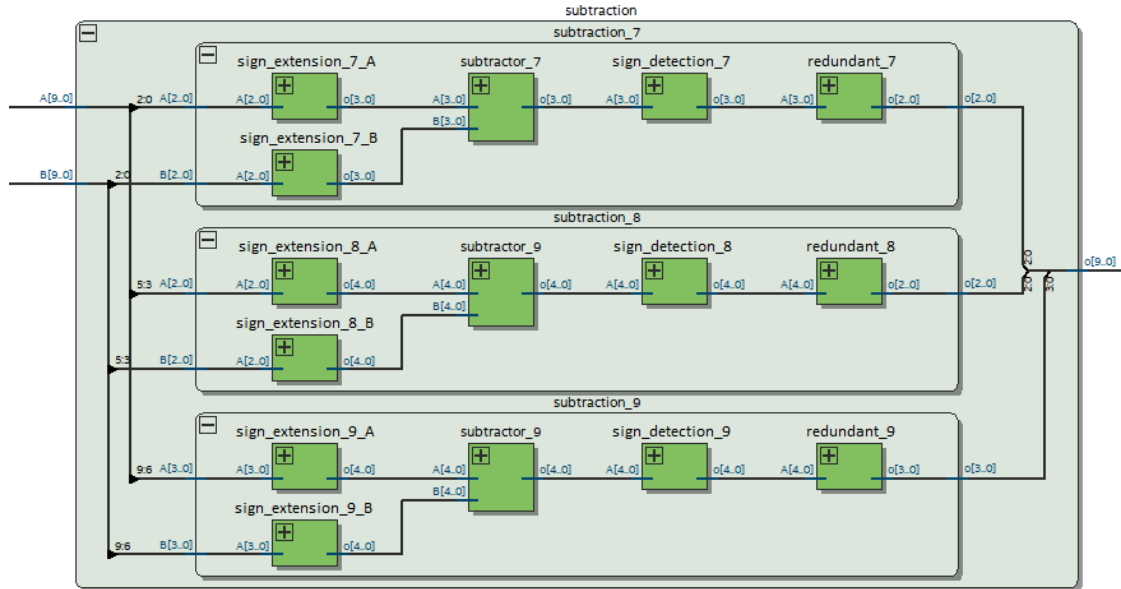 subtraction
subtraction_7
sign_extension_7_A subtractor_7 sign_detection_7 redundant_7
A[9..0] 2:0 A[2..0] A[2..0] o[3..0] A[3..0] o[3..0] A[3..0] o[3..0] A[3..0] o[2..0] o[2..0]
B[3..0]
sign_extension_7_B
B[9..0] 2:0 B[2..0] A[2..0] o[3..0]
subtraction_8
sign_extension_8_A subtractor_9 sign_detection_8 redundant_8
2:0
o[9..0]
5:3 A[2..0] A[2..0] o[4..0] A[4..0] o[4..0] A[4..0] o[4..0] A[4..0] o[2..0] o[2..0] 2:0 3:0
B[4..0]
sign_extension_8_B
5:3 B[2..0] A[2..0] o[4..0]
subtraction_9
sign_extension_9_A subtractor_9 sign_detection_9 redundant_9
9:6 A[3..0] A[3..0] o[4..0] A[4..0] o[4..0] A[4..0] o[4..0] A[4..0] o[3..0] o[3..0]
B[4..0]
sign_extension_9_B
9:6 B[3..0] A[3..0] o[4..0]